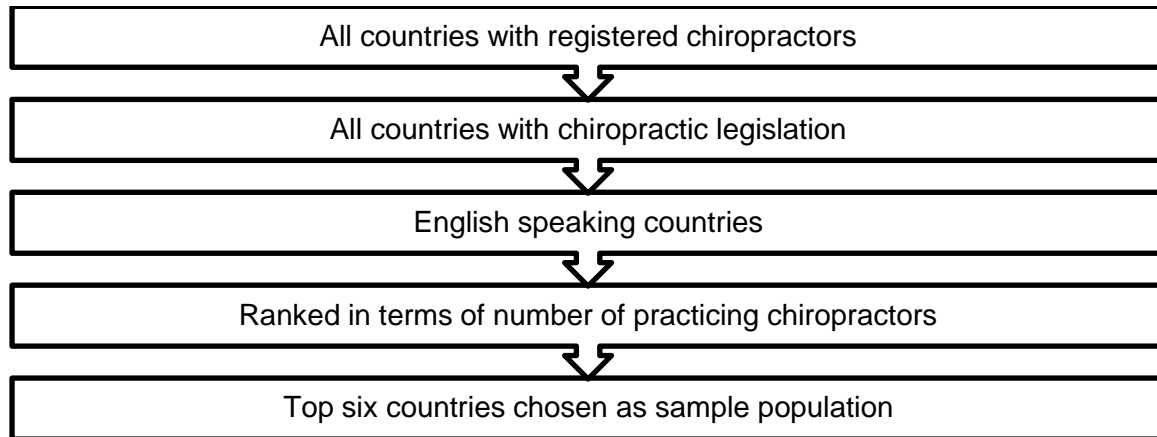 All countries with registered chiropractors
All countries with chiropractic legislation
English speaking countries
Ranked in terms of number of practicing chiropractors
Top six countries chosen as sample population